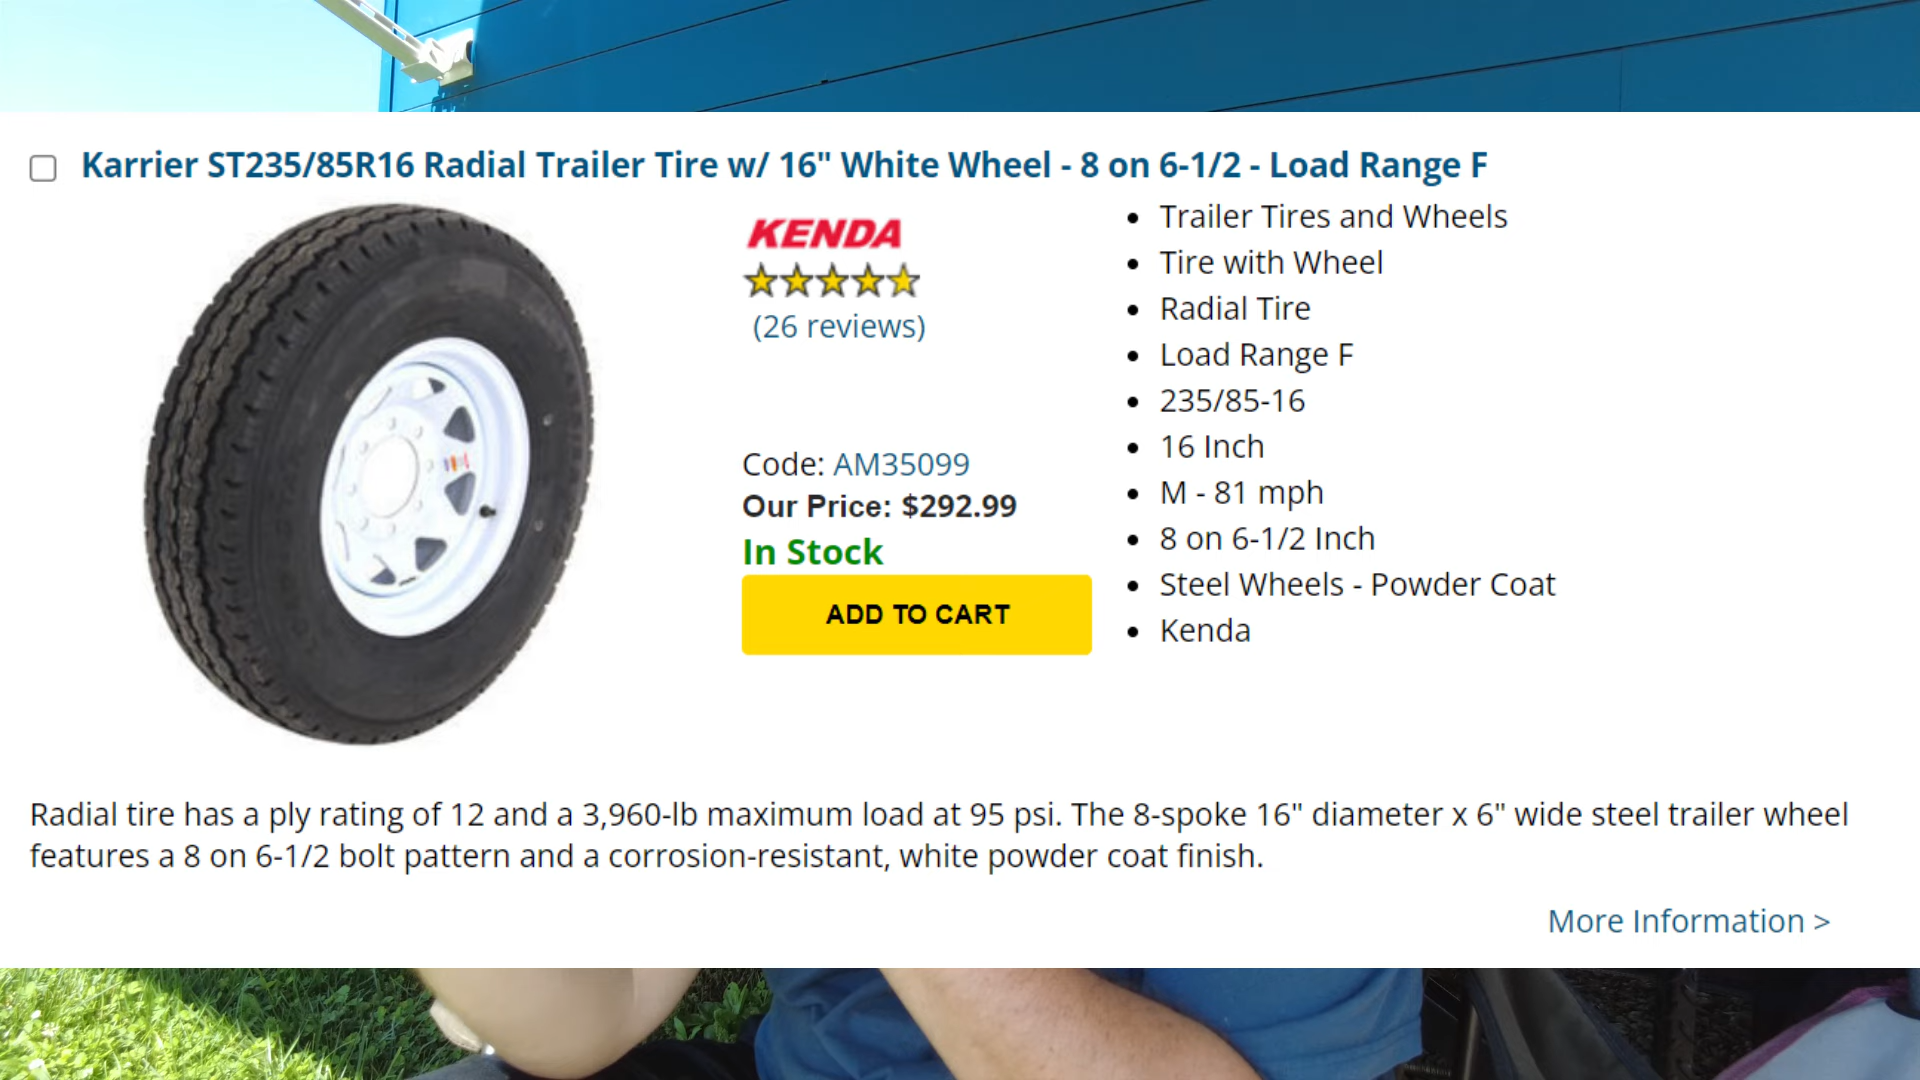 Karrier ST235/85R16 Radial Trailer Tire w/ 16" White Wheel - 8 on 6-1/2 - Load Range F
KENDA
(26 reviews)
Code: AM35099
Our Price: $292.99
In Stock
ADD TO CART
• Trailer Tires and Wheels
• Tire with Wheel
• Radial Tire
• Load Range F
• 235/85-16
• 16 Inch
• M - 81 mph
• 8 on 6-1/2 Inch
• Steel Wheels - Powder Coat
• Kenda
Radial tire has a ply rating of 12 and a 3,960-lb maximum load at 95 psi. The 8-spoke 16" diameter x 6" wide steel trailer wheel
features a 8 on 6-1/2 bolt pattern and a corrosion-resistant, white powder coat finish.
More Information >